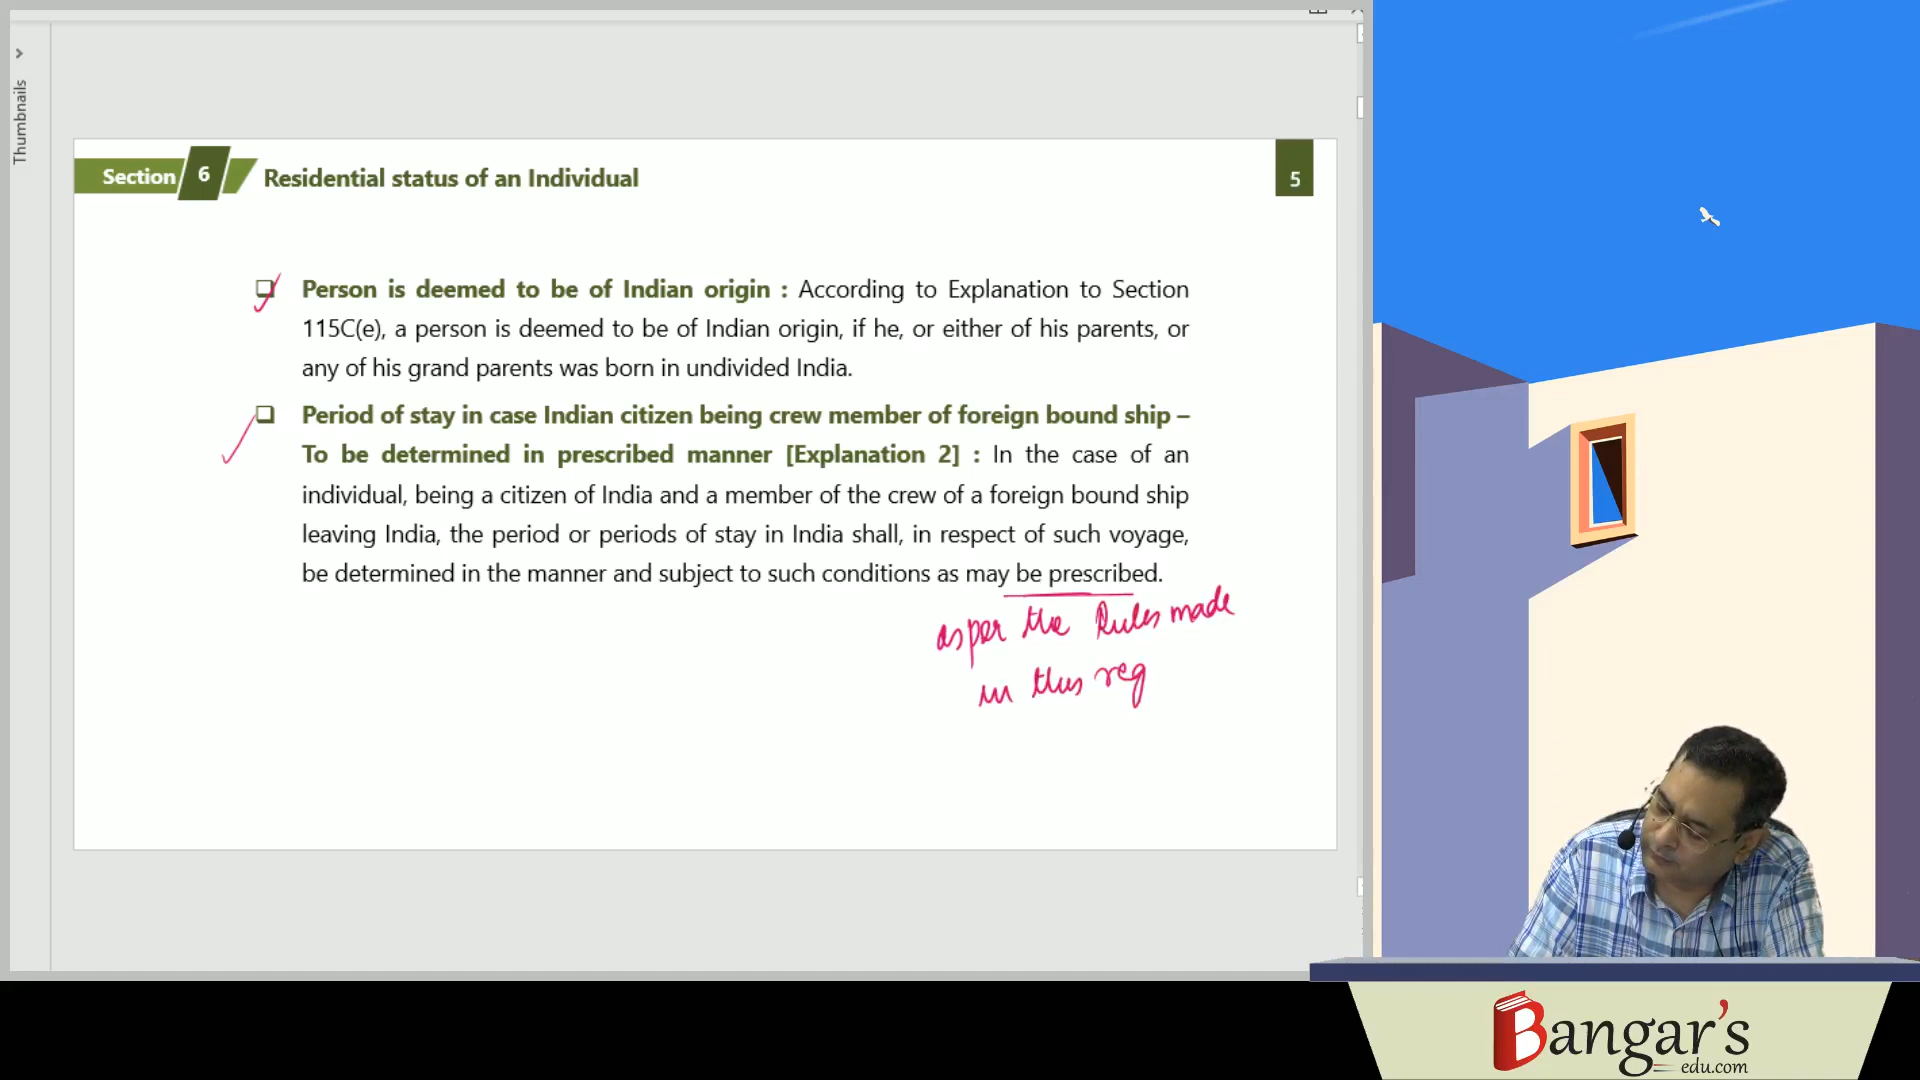 Thumbnails
Section 6 Residential status of an Individual
5
Person is deemed to be of Indian origin : According to Explanation to Section
115C(e), a person is deemed to be of Indian origin, if he, or either of his parents, or
any of his grand parents was born in undivided India.
Period of stay in case Indian citizen being crew member of foreign bound ship –
To be determined in prescribed manner [Explanation 2] : In the case of an
individual, being a citizen of India and a member of the crew of a foreign bound ship
leaving India, the period or periods of stay in India shall, in respect of such voyage,
be determined in the manner and subject to such conditions as may be prescribed.
as per the Rules made
in this reg
Bangar's
edu.com